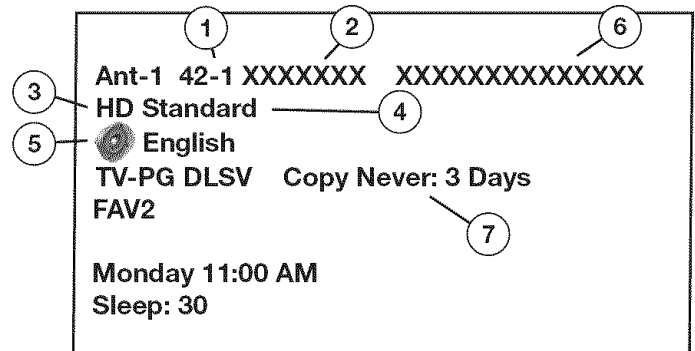 1 2 6
Ant-1 42-1 XXXXXXX XXXXXXXXXXXXXX
3 HD Standard 4
5 English
TV-PG DLSV Copy Never: 3 Days
FAV2 7
Monday 11:00 AM
Sleep: 30